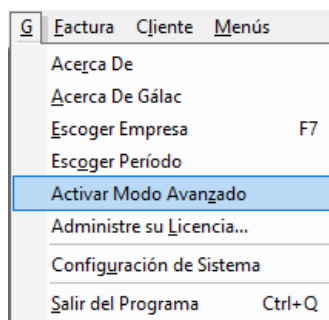 G Factura Cliente Menús
Acerca De
Acerca De Gálac
Escoger Empresa F7
Escoger Período
Activar Modo Avanzado
Administre su Licencia...
Configuración de Sistema
Salir del Programa Ctrl+Q